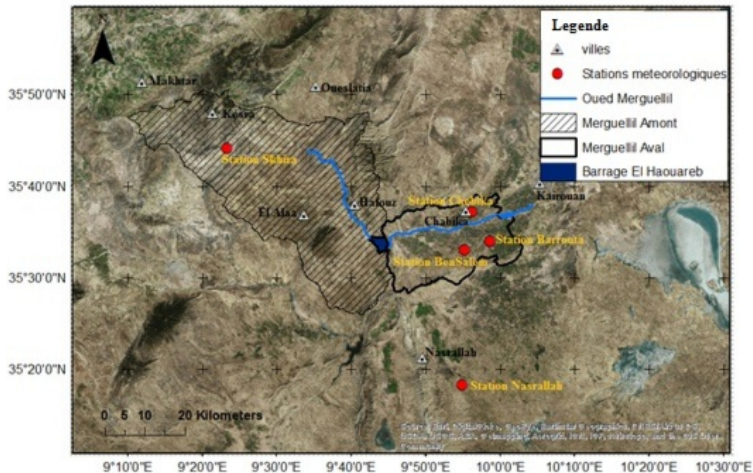 N
Legende
villes
Stations meteorologiques
Oued Merguellil
Merguellil Amont
Merguellil Aval
Barrage El Haouareb
Makhtar
Oueslatia
Kesra
Station Skhira
El Alaa
Hafouz
Station Chebika
Chabika
Kairouan
Station Barrouta
Station BenSalem
Nasrallah
Station Nasrallah
35°50'0"N
35°40'0"N
35°30'0"N
35°20'0"N
0 5 10 20 Kilometers
9°10'0"E 9°20'0"E 9°30'0"E 9°40'0"E 9°50'0"E 10°0'0"E 10°10'0"E 10°20'0"E 10°30'0"E